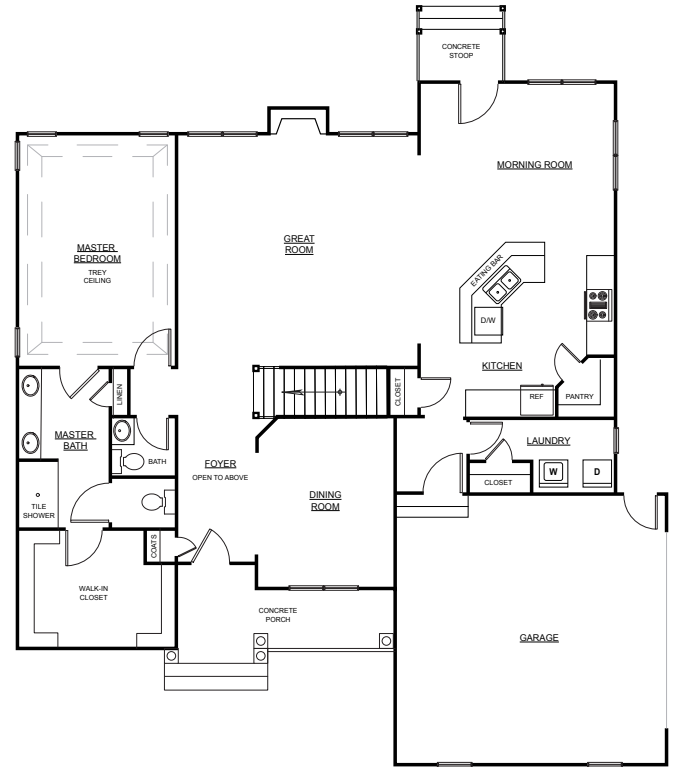 CONCRETE
STOOP
MORNING ROOM
GREAT
ROOM
MASTER
BEDROOM
TREY
CEILING
EATING BAR
D/W
KITCHEN
CLOSET
REF
PANTRY
LINEN
MASTER
BATH
BATH
FOYER
OPEN TO ABOVE
LAUNDRY
W
D
CLOSET
DINING
ROOM
TILE
SHOWER
COATS
WALK-IN
CLOSET
CONCRETE
PORCH
GARAGE